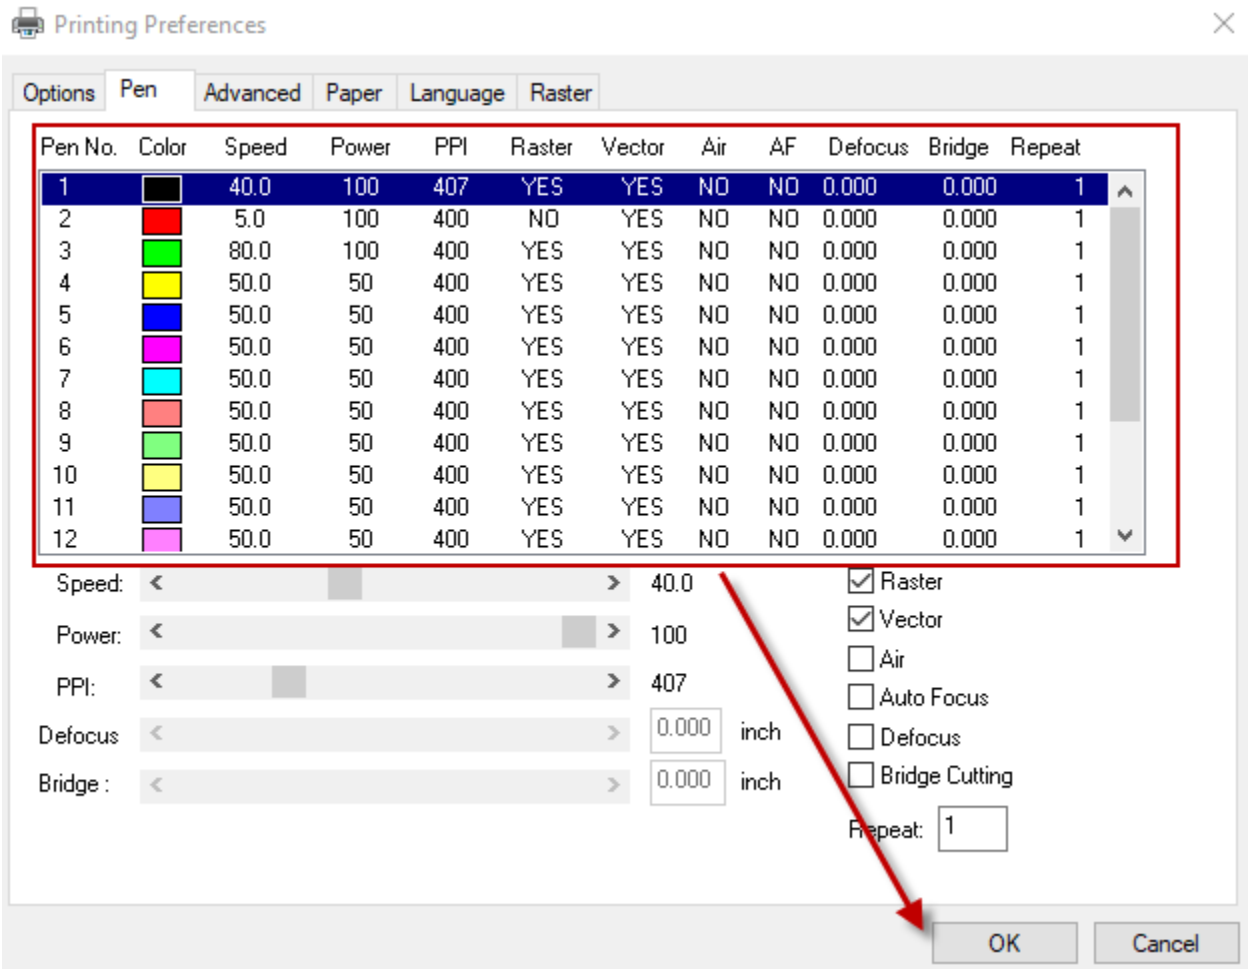 Printing Preferences
Options Pen Advanced Paper Language Raster
Pen No. Color Speed Power PPI Raster Vector Air AF Defocus Bridge Repeat
1 40.0 100 407 YES YES NO NO 0.000 0.000 1
2 5.0 100 400 NO YES NO NO 0.000 0.000 1
3 80.0 100 400 YES YES NO NO 0.000 0.000 1
4 50.0 50 400 YES YES NO NO 0.000 0.000 1
5 50.0 50 400 YES YES NO NO 0.000 0.000 1
6 50.0 50 400 YES YES NO NO 0.000 0.000 1
7 50.0 50 400 YES YES NO NO 0.000 0.000 1
8 50.0 50 400 YES YES NO NO 0.000 0.000 1
9 50.0 50 400 YES YES NO NO 0.000 0.000 1
10 50.0 50 400 YES YES NO NO 0.000 0.000 1
11 50.0 50 400 YES YES NO NO 0.000 0.000 1
12 50.0 50 400 YES YES NO NO 0.000 0.000 1
Speed: 40.0 Raster
Vector
Power: 100
Air
PPI: 407 Auto Focus
Defocus 0.000 inch Defocus
Bridge : 0.000 inch Bridge Cutting
Repeat: 1
OK Cancel